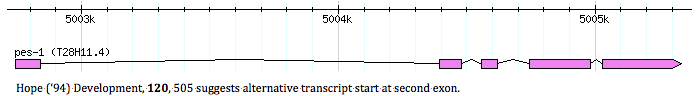 5003k 5004k 5005k
pes-1 (T28H11.4)
Hope ('94) Development, 120, 505 suggests alternative transcript start at second exon.